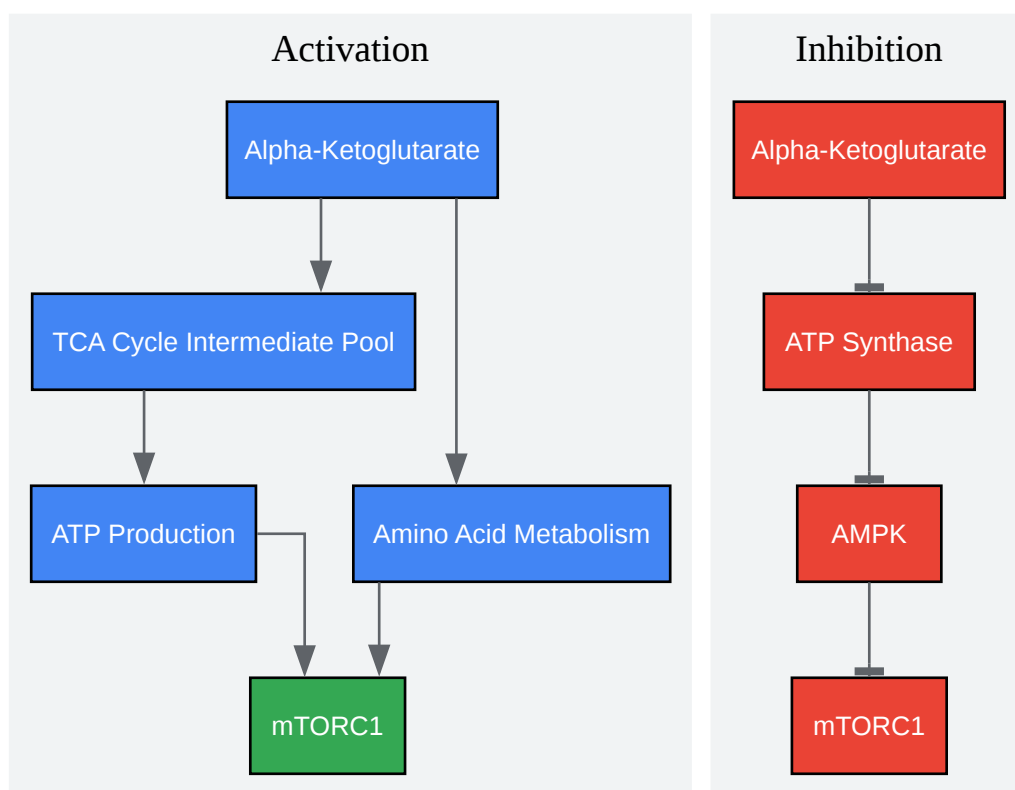 Activation
Alpha-Ketoglutarate
TCA Cycle Intermediate Pool
ATP Production
Amino Acid Metabolism
mTORC1
Inhibition
Alpha-Ketoglutarate
ATP Synthase
AMPK
mTORC1